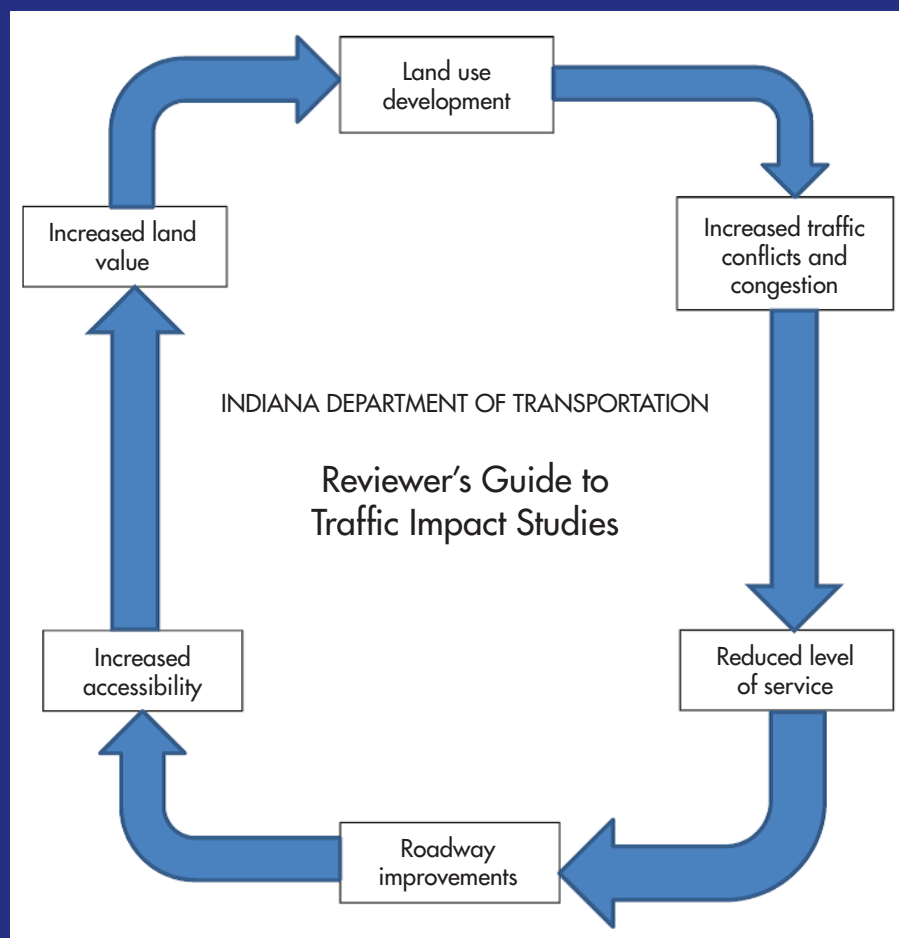 Land use
development
Increased traffic
conflicts and
congestion
Reduced level
of service
Roadway
improvements
Increased
accessibility
Increased land
value
INDIANA DEPARTMENT OF TRANSPORTATION
Reviewer’s Guide to
Traffic Impact Studies